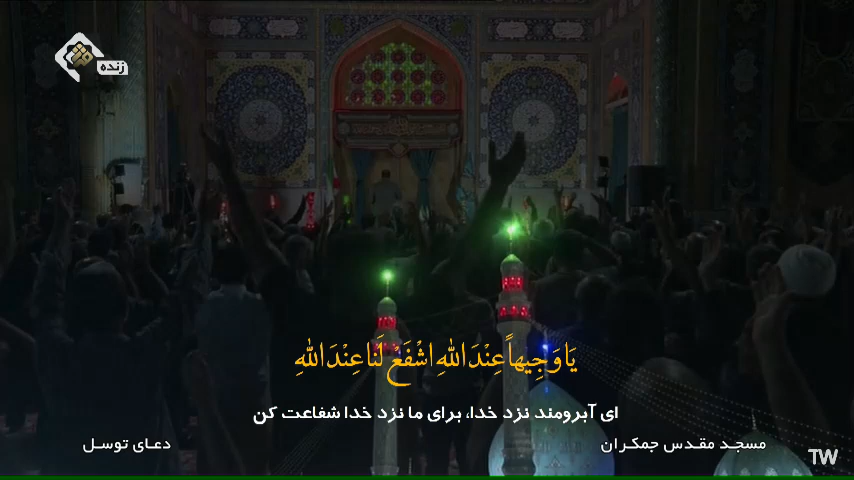 زنده
يَا وَجِيهاً عِنْدَ اللهِ اشْفَعْ لَنا عِنْدَ اللهِ
ای آبرومند نزد خدا، برای ما نزد خدا شفاعت کن
مسجد مقدس جمکران
دعای توسل
TW